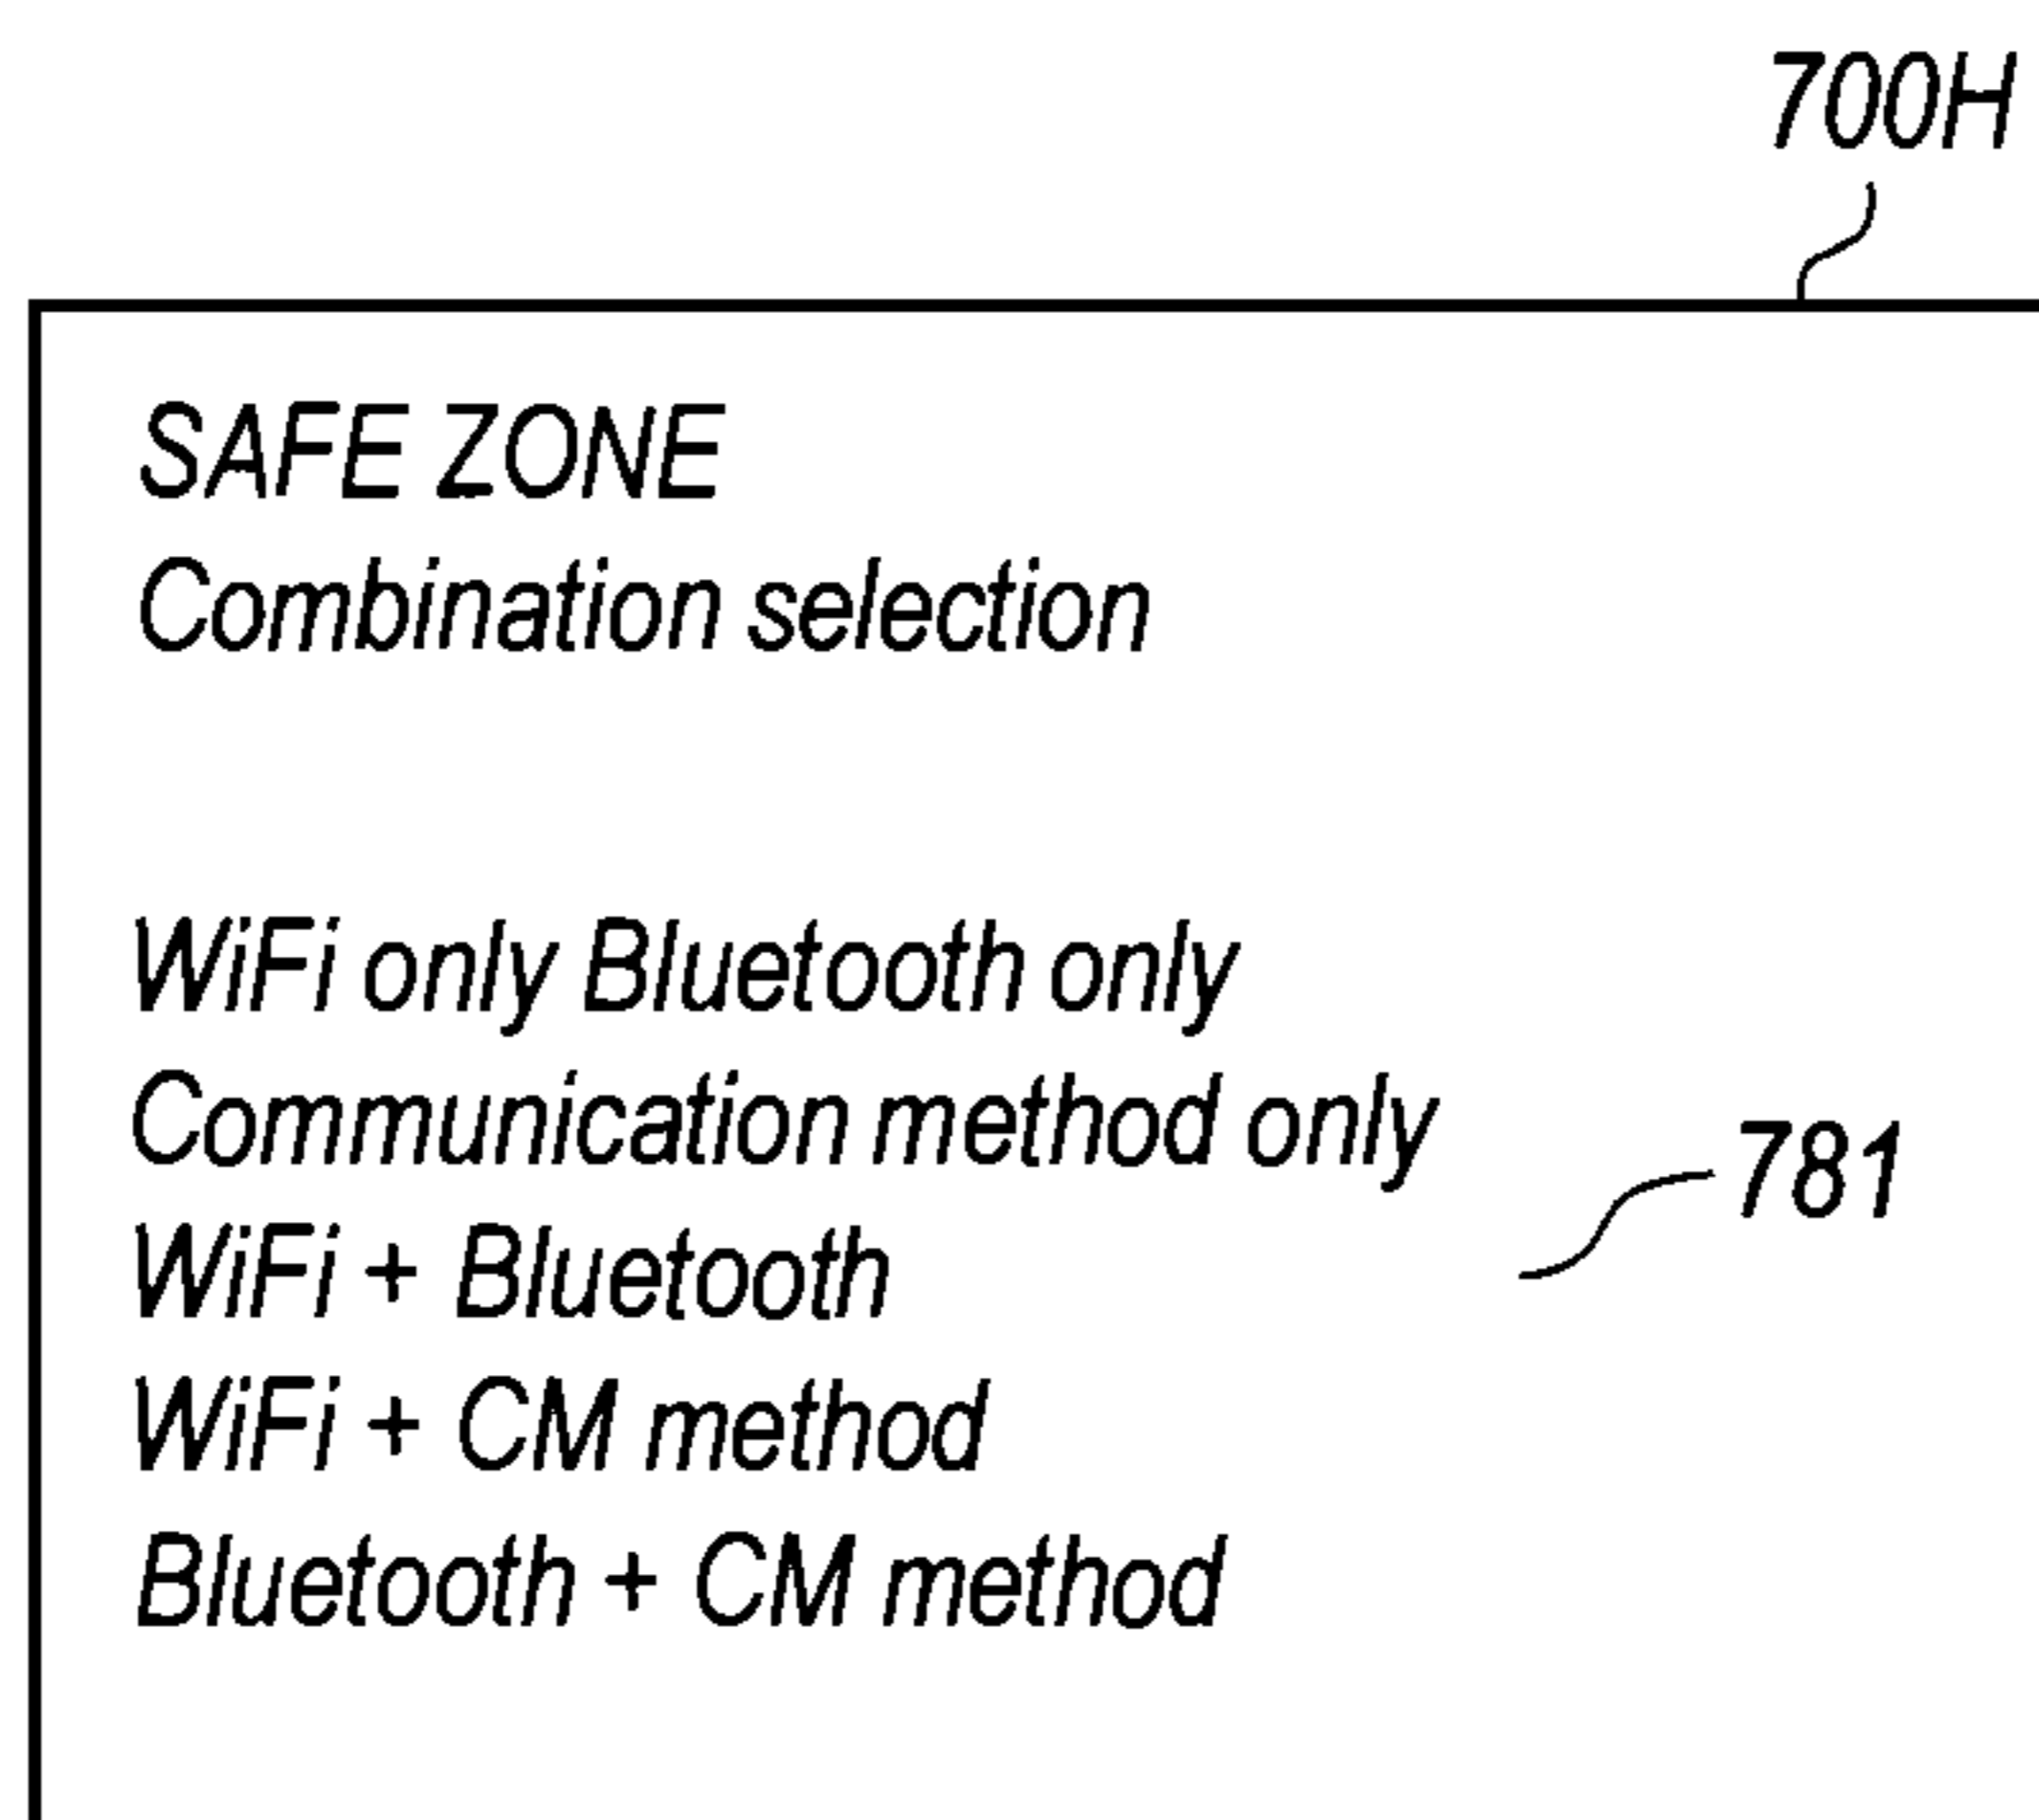 700H
SAFE ZONE
Combination selection
WiFi only Bluetooth only
Communication method only
781
WiFi + Bluetooth
WiFi + CM method
Bluetooth + CM method